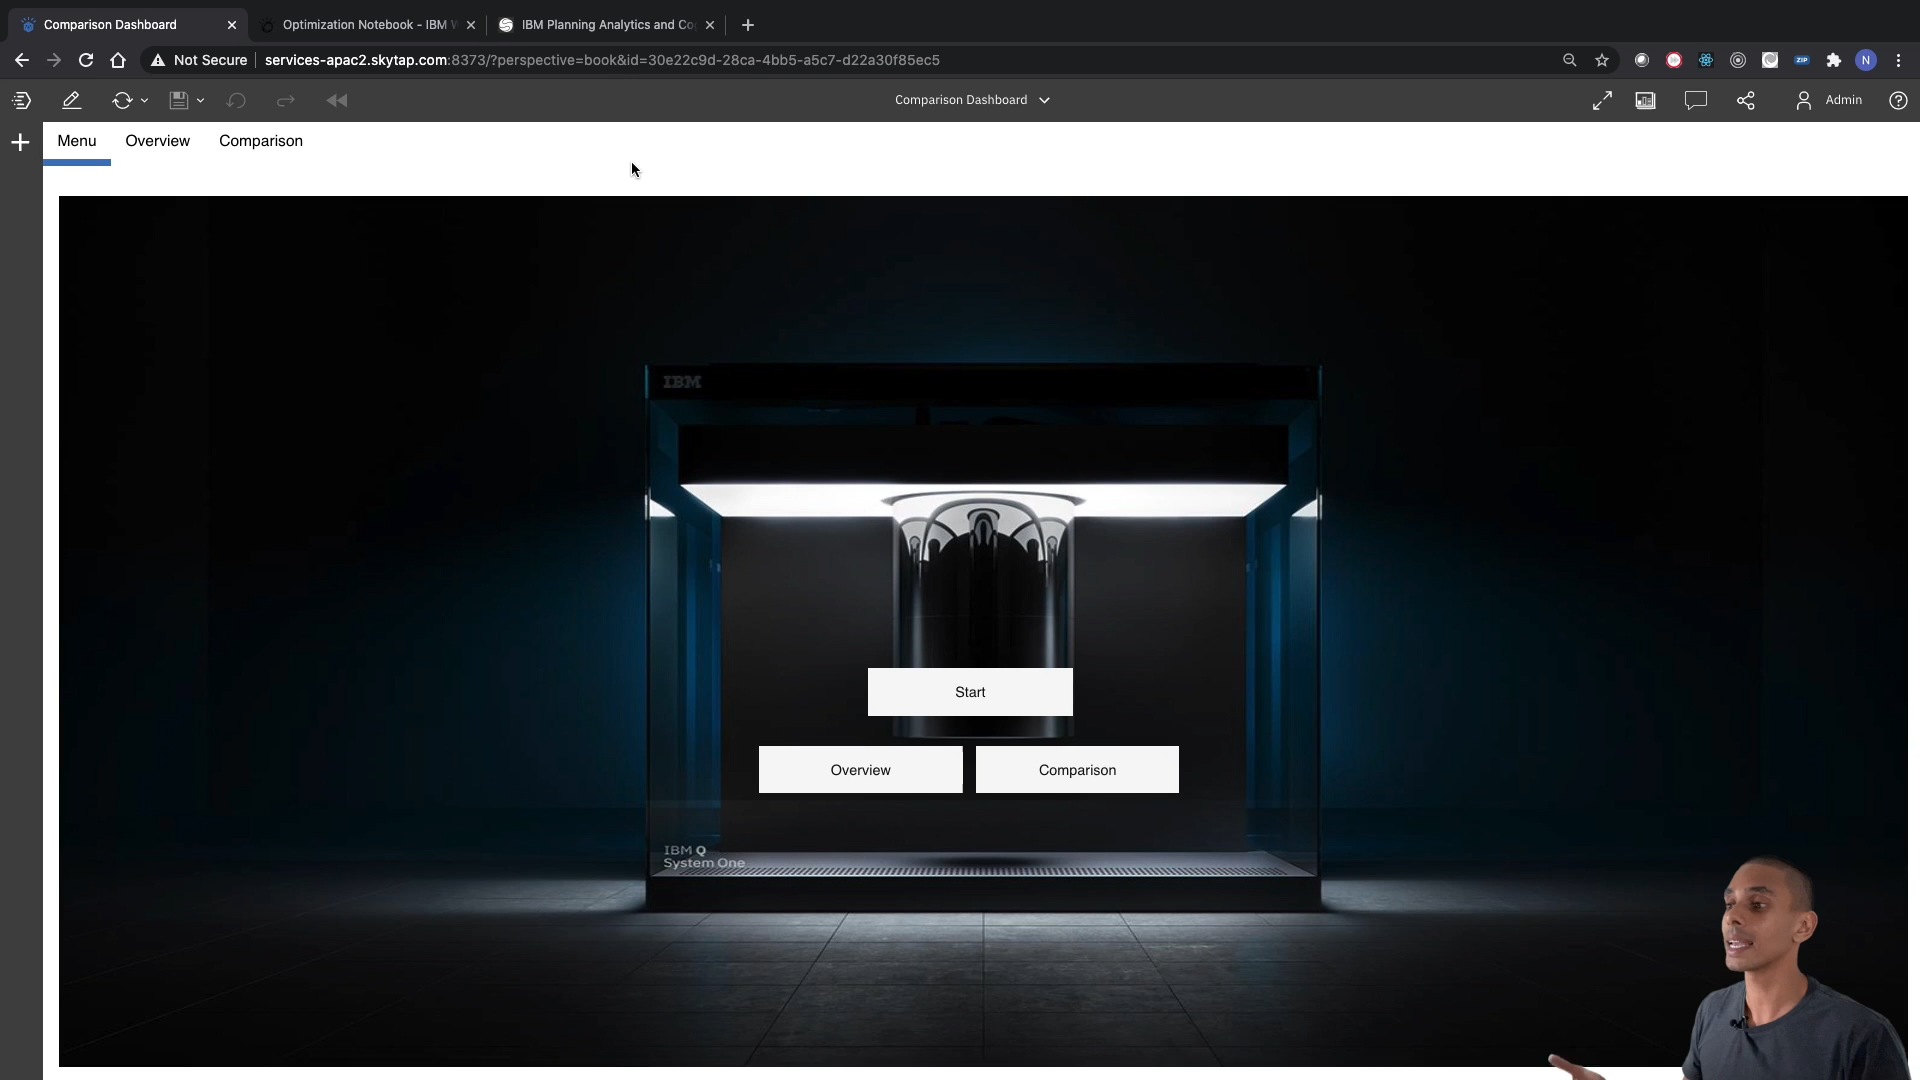 Comparison Dashboard
Optimization Notebook - IBM W
IBM Planning Analytics and Co
Not Secure
services-apac2.skytap.com:8373/?perspective=book&id=30e22c9d-28ca-4bb5-a5c7-d22a30f85ec5
ZIP
N
Comparison Dashboard
Admin
Menu
Overview
Comparison
IBM
Start
Overview
Comparison
IBM Q
System One